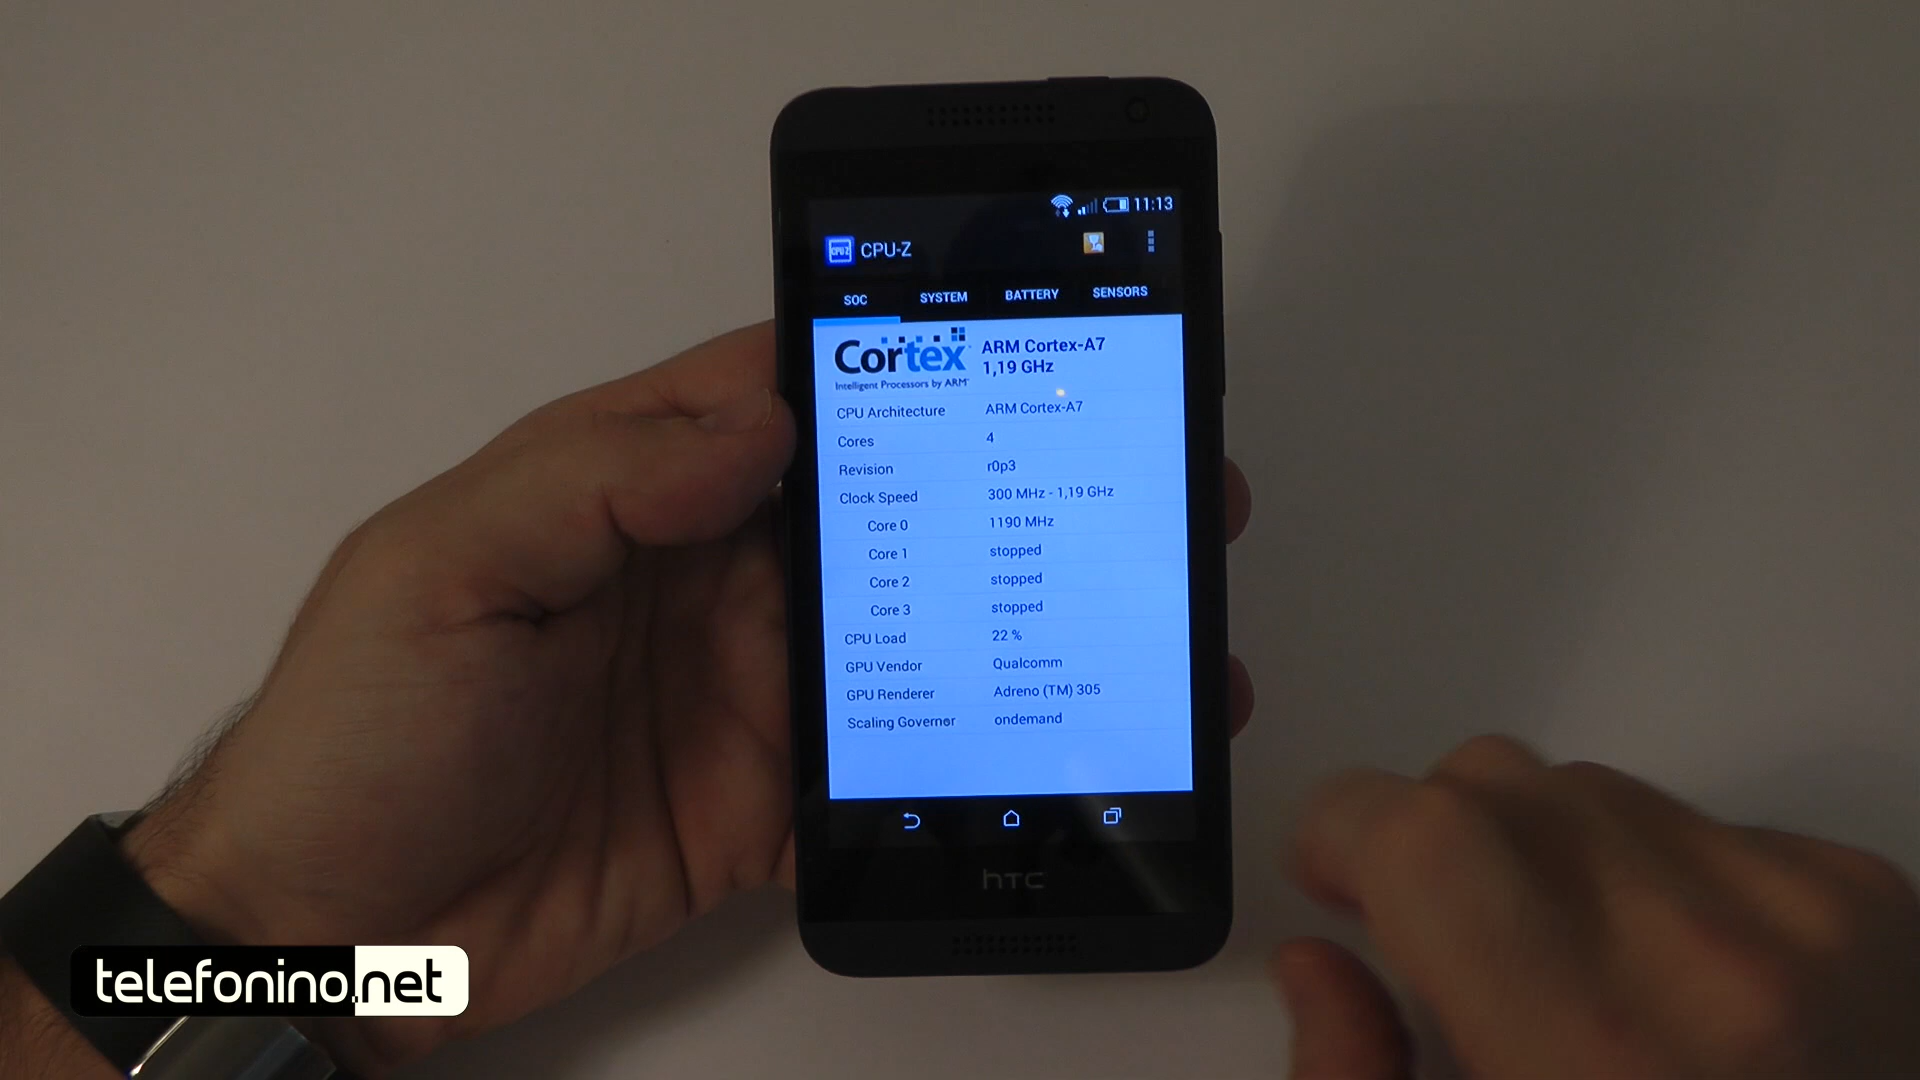 11:13
CPU-Z
SOC SYSTEM BATTERY SENSORS
Cortex
Intelligent Processors by ARM
ARM Cortex-A7
1,19 GHz
CPU Architecture ARM Cortex-A7
Cores 4
Revision r0p3
Clock Speed 300 MHz - 1,19 GHz
Core 0 1190 MHz
Core 1 stopped
Core 2 stopped
Core 3 stopped
CPU Load 22 %
GPU Vendor Qualcomm
GPU Renderer Adreno (TM) 305
Scaling Governor ondemand
hTC
telefonino.net